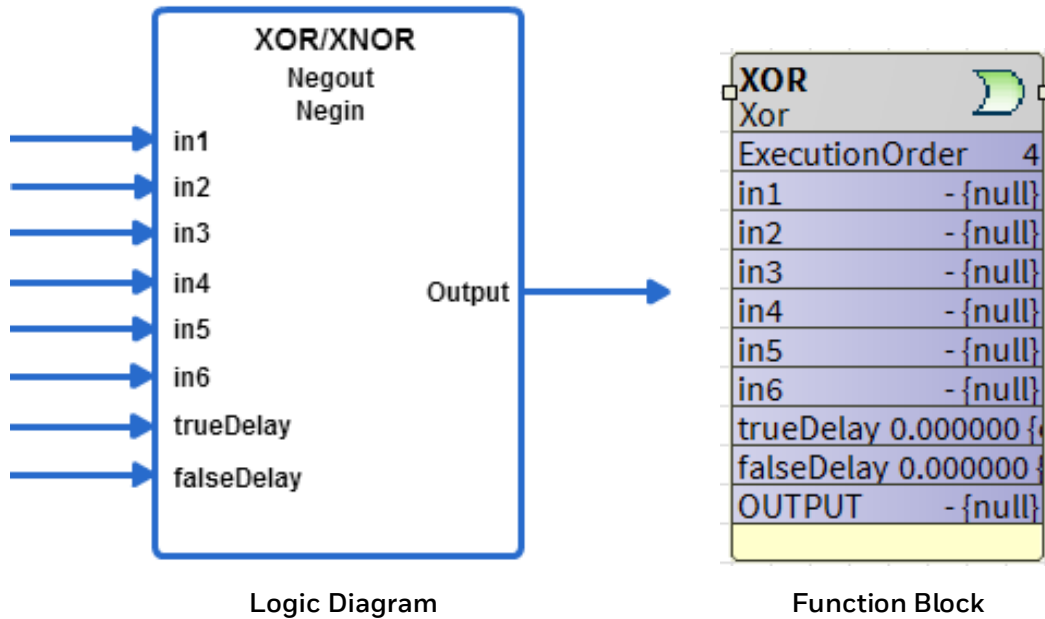 XOR/XNOR
Negout
Negin
in1
in2
in3
in4
Output
in5
in6
trueDelay
falseDelay
Logic Diagram
XOR
Xor
ExecutionOrder 4
in1 - {null}
in2 - {null}
in3 - {null}
in4 - {null}
in5 - {null}
in6 - {null}
trueDelay 0.000000 {
falseDelay 0.000000 {
OUTPUT - {null}
Function Block